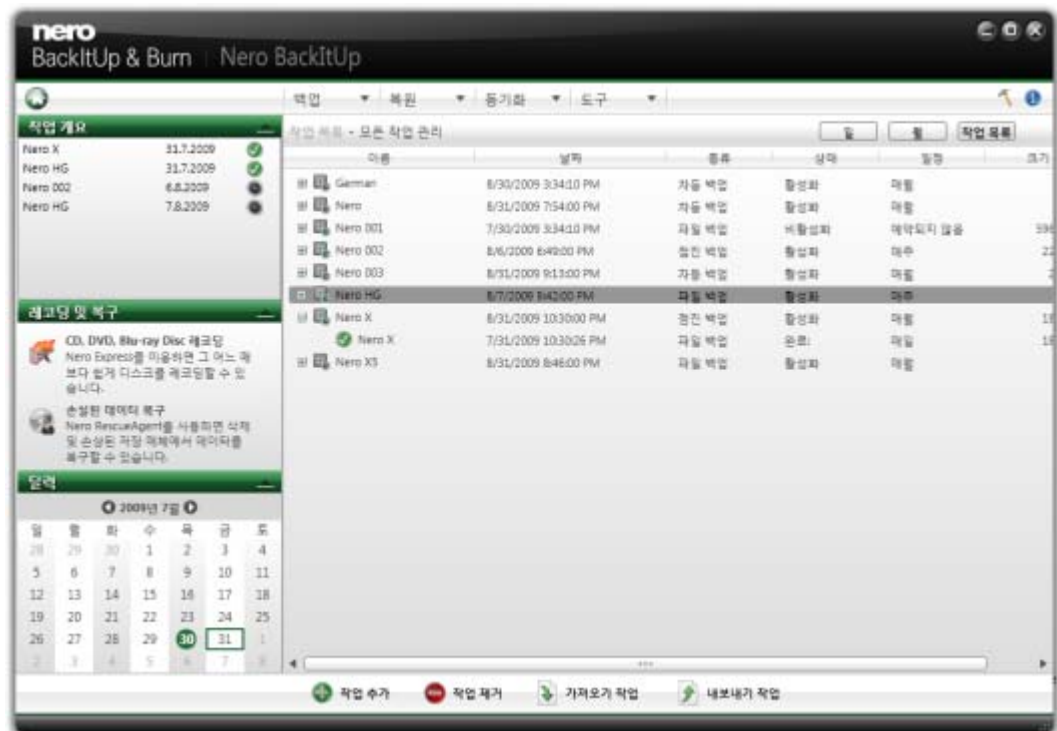 nero
BackItUp & Burn | Nero BackItUp
백업 복원 동기화 도구
작업 개요
Nero X 31.7.2009
Nero HG 31.7.2009
Nero 002 6.8.2009
Nero HG 7.8.2009
레코딩 및 복구
CD, DVD, Blu-ray Disc 레코딩
Nero Express를 이용하면 그 어느 때
보다 쉽게 디스크를 레코딩할 수 있
습니다.
손실된 데이터 복구
Nero RescueAgent를 사용하면 삭제
및 손상된 저장 매체에서 데이터를
복구할 수 있습니다.
달력
2009년 7월
일 월 화 수 목 금 토
28 29 30 1 2 3 4
5 6 7 8 9 10 11
12 13 14 15 16 17 18
19 20 21 22 23 24 25
26 27 28 29 30 31 1
2 3 4 5 6 7 8
작업 목록 - 모든 작업 관리
일 월 작업 목록
이름 날짜 종류 상태 일정 크기
German 8/30/2009 3:34:10 PM 차등 백업 활성화 매월
Nero 8/31/2009 7:54:00 PM 차등 백업 활성화 매월
Nero 001 7/30/2009 3:34:10 PM 파일 백업 비활성화 예약되지 않음
Nero 002 8/6/2009 6:49:00 PM 점진 백업 활성화 매주
Nero 003 8/31/2009 9:13:00 PM 차등 백업 활성화 매월
Nero HG 8/7/2009 8:42:00 PM 파일 백업 활성화 매주
Nero X 8/31/2009 10:30:00 PM 점진 백업 활성화 매월
Nero X 7/31/2009 10:30:26 PM 파일 백업 완료! 매일
Nero XS 8/31/2009 8:46:00 PM 파일 백업 활성화 매월
작업 추가 작업 제거 가져오기 작업 내보내기 작업